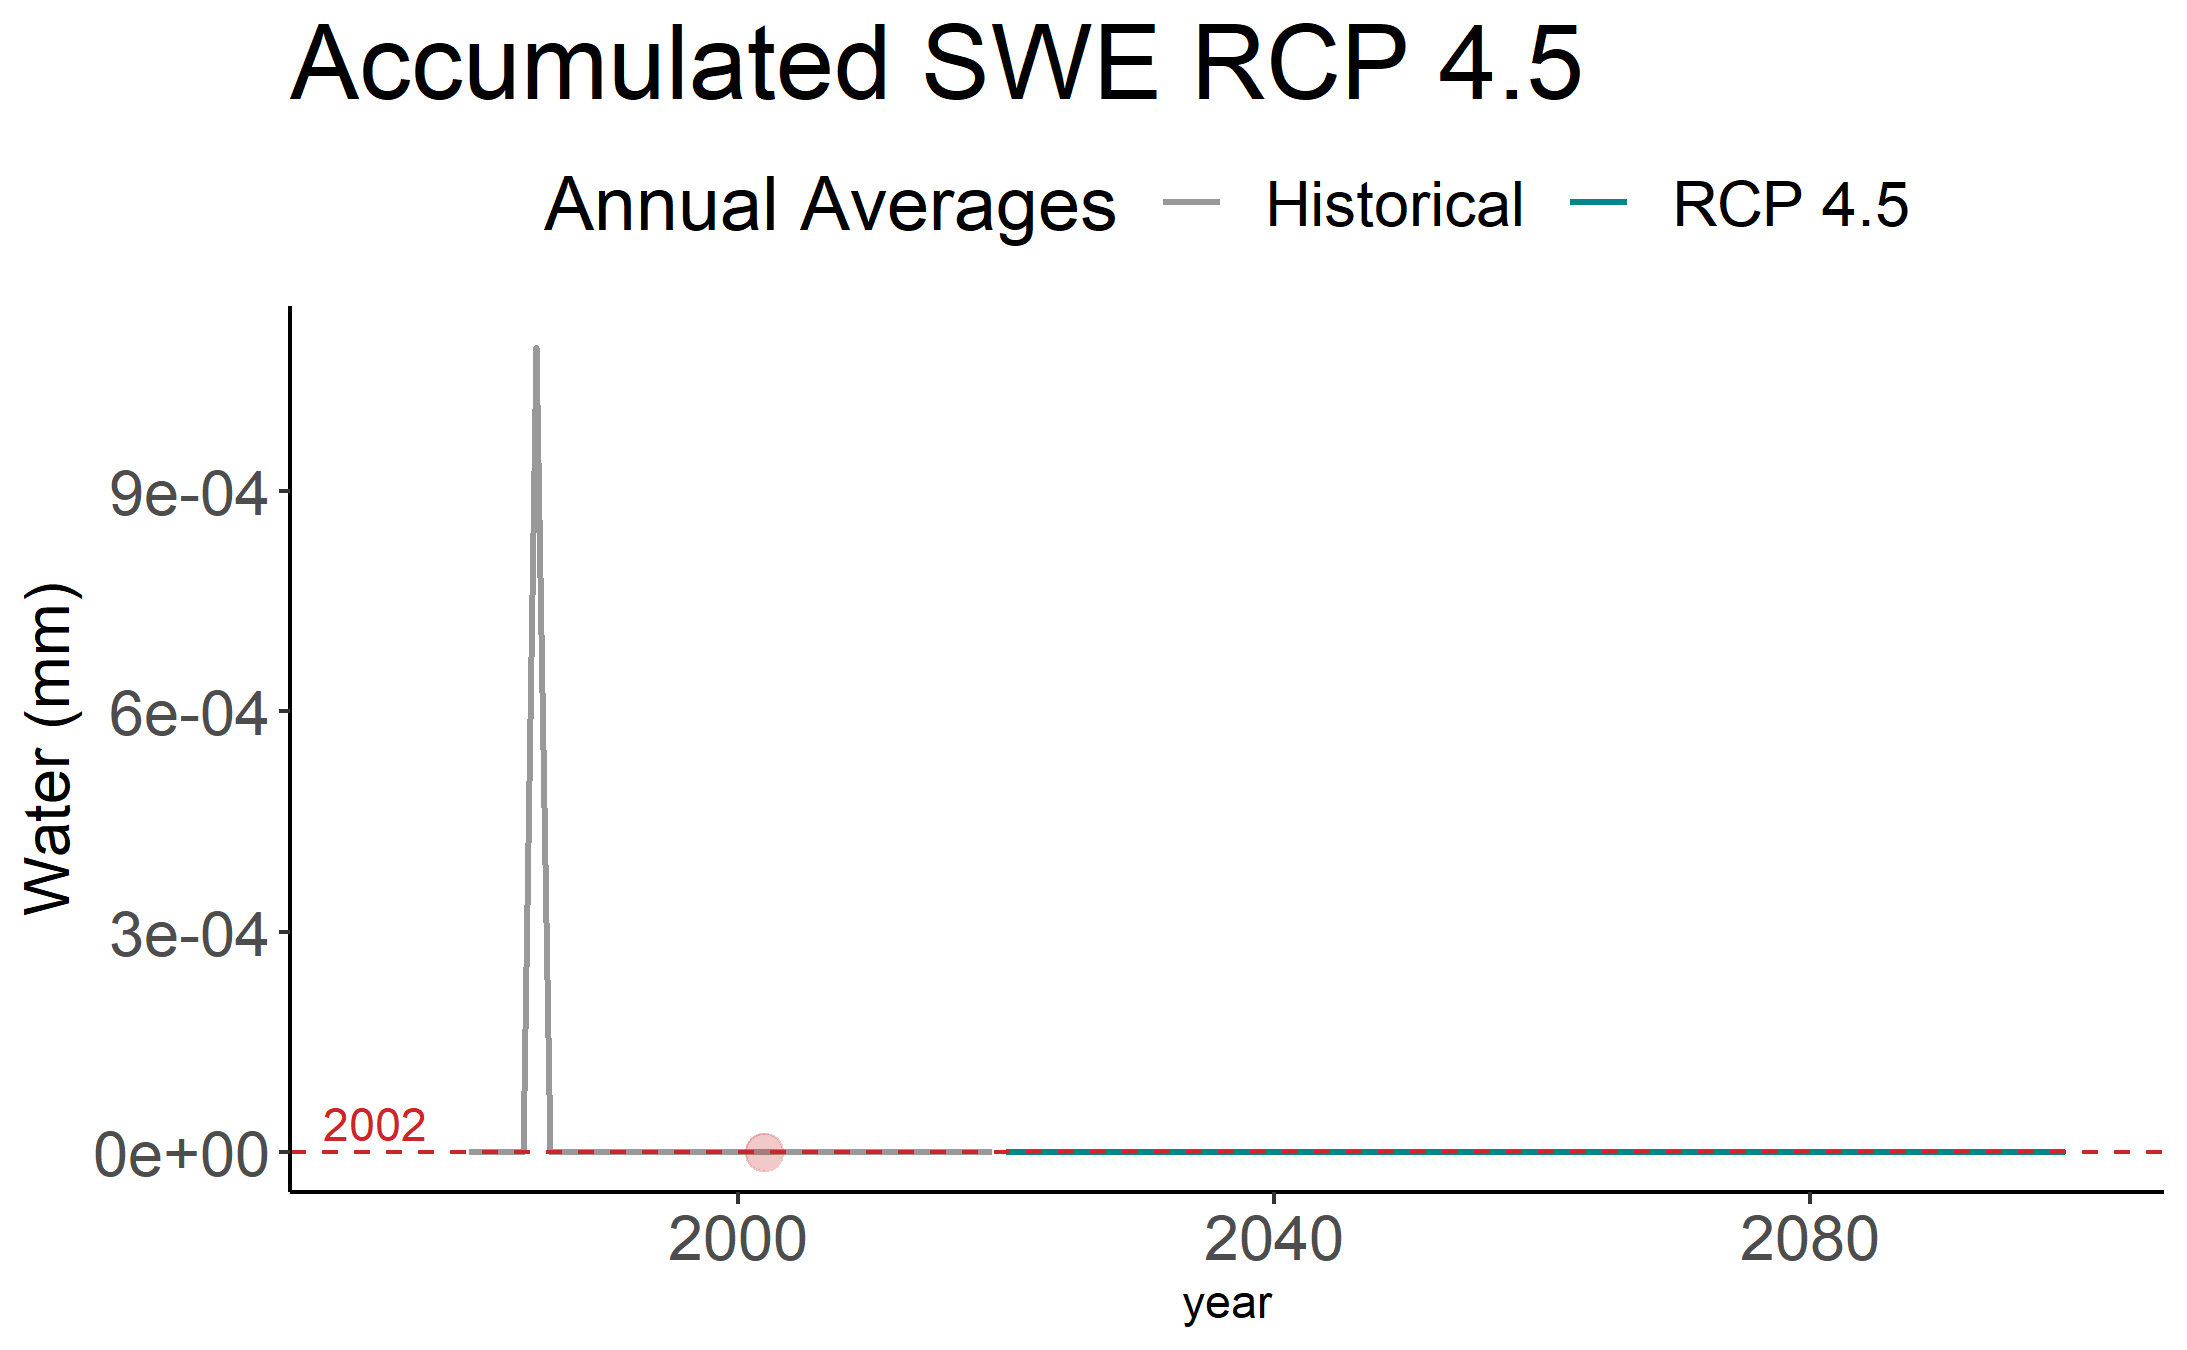 Accumulated SWE RCP 4.5
Annual Averages Historical RCP 4.5
Water (mm)
9e-04
6e-04
3e-04
0e+00
2002
2000 2040 2080
year